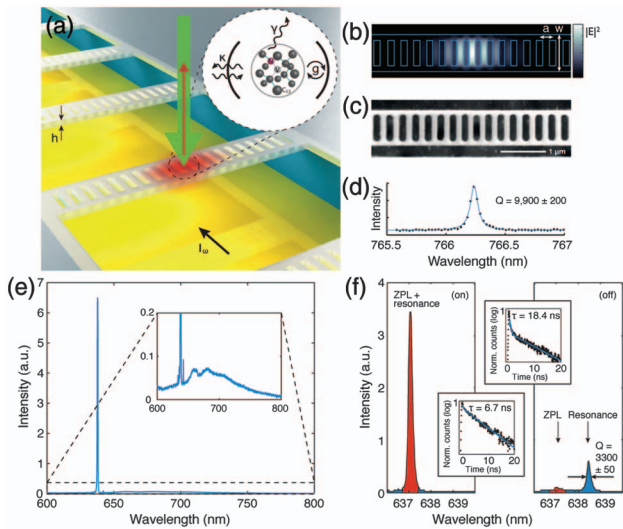 (a)
γ
κ
g
h
Iω
(b)
a
w
|E|²
(c)
1 μm
(d)
Intensity
Q = 9,900 ± 200
765.5
766
766.5
767
Wavelength (nm)
(e)
Intensity (a.u.)
7
6
5
4
3
2
1
0
0.2
0.1
0
600
700
800
600
650
700
750
800
Wavelength (nm)
(f)
Intensity (a.u.)
4
3
2
1
0
ZPL +
resonance
(on)
(off)
Norm. counts (log)
1
τ = 18.4 ns
0
10
20
Time (ns)
Norm. counts (log)
1
τ = 6.7 ns
0
10
20
Time (ns)
ZPL
Resonance
Q =
3300
± 50
637
638
639
637
638
639
Wavelength (nm)